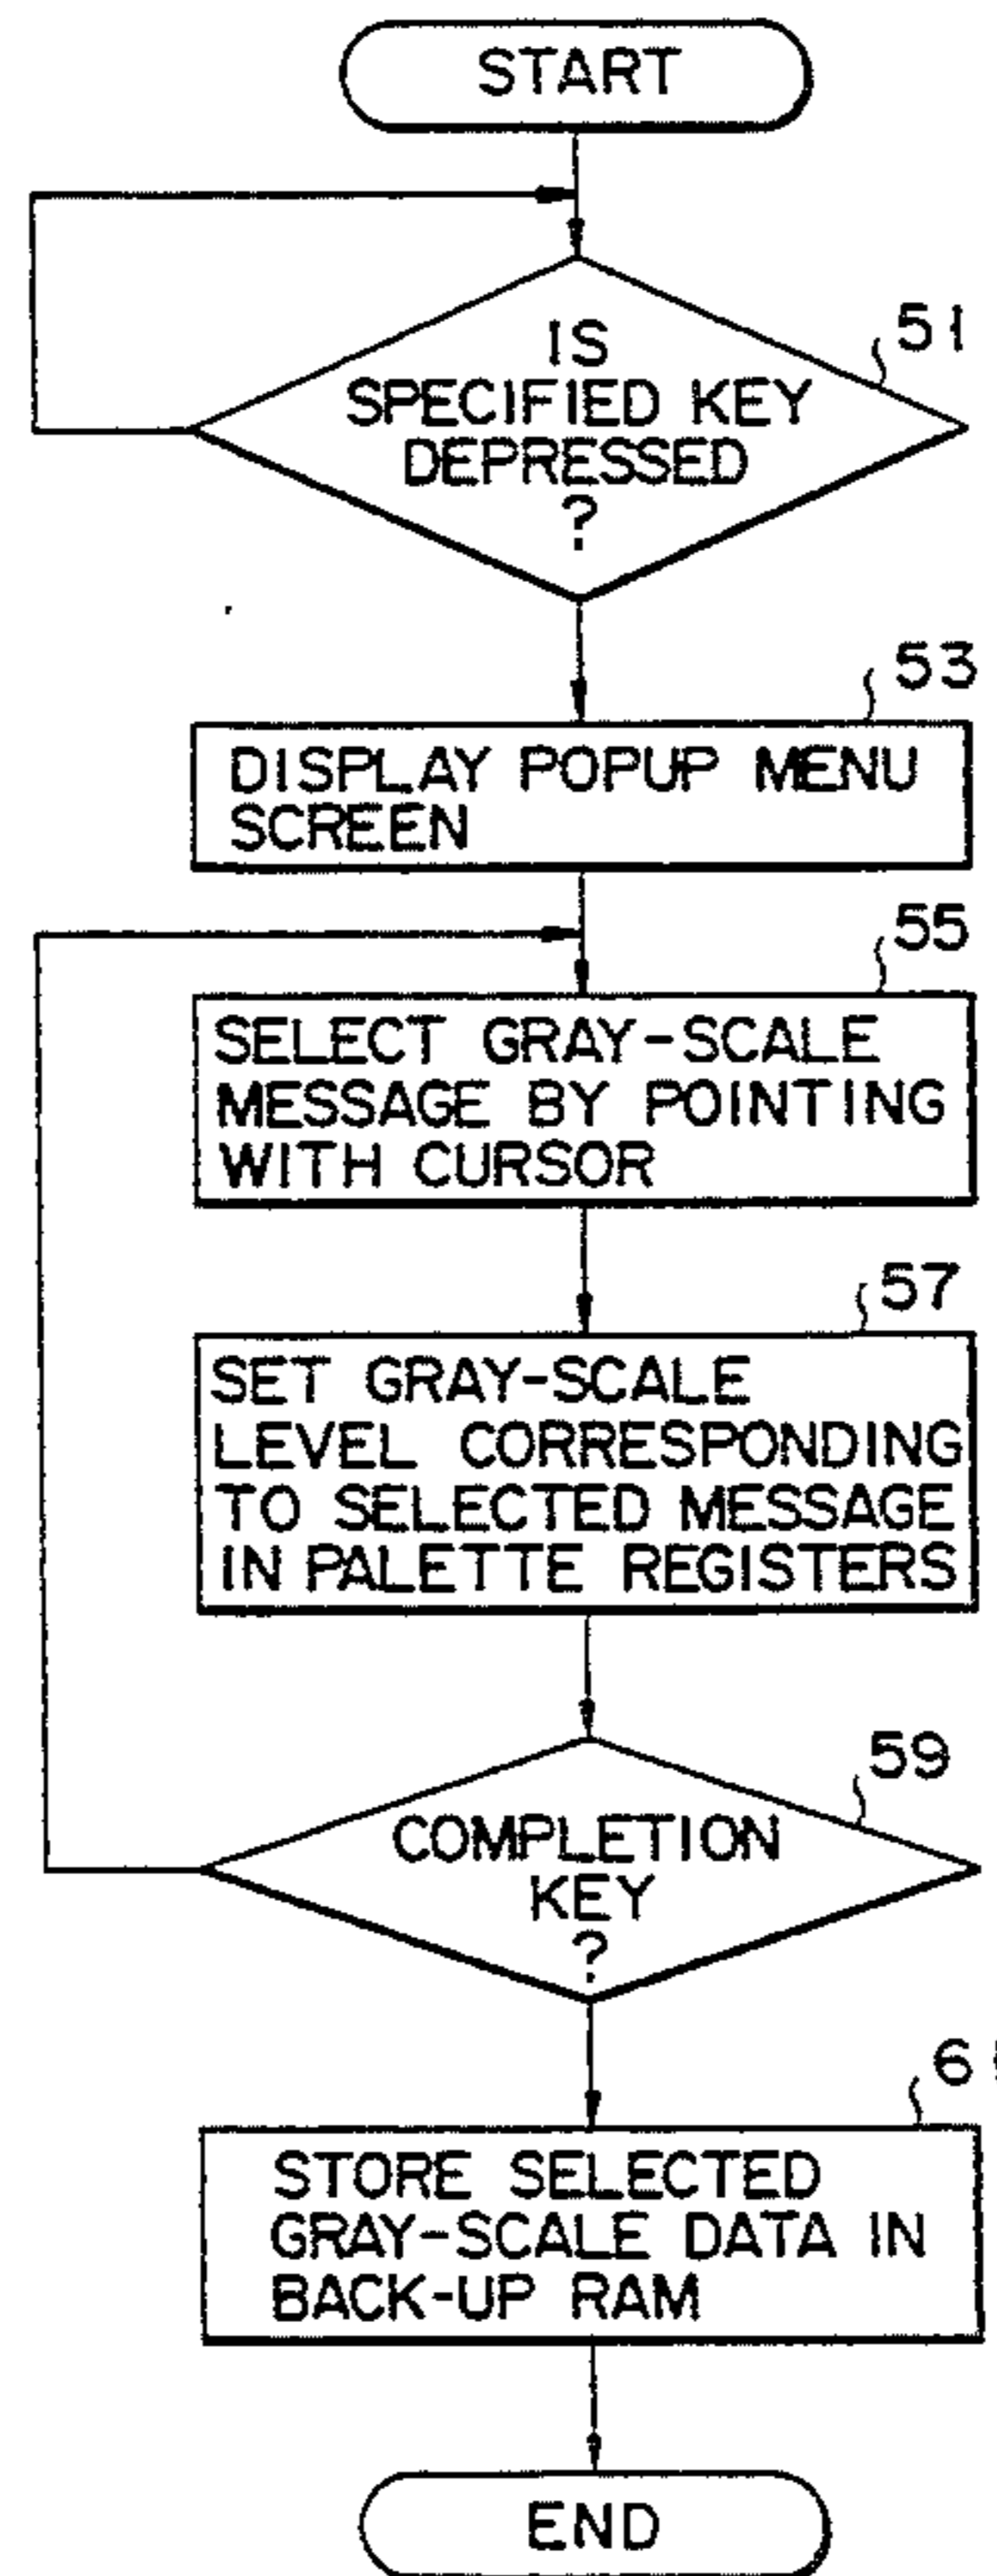 START
51
IS
SPECIFIED KEY
DEPRESSED
?
53
DISPLAY POPUP MENU
SCREEN
55
SELECT GRAY-SCALE
MESSAGE BY POINTING
WITH CURSOR
57
SET GRAY-SCALE
LEVEL CORRESPONDING
TO SELECTED MESSAGE
IN PALETTE REGISTERS
59
COMPLETION
KEY
?
STORE SELECTED
GRAY-SCALE DATA IN
BACK-UP RAM
END